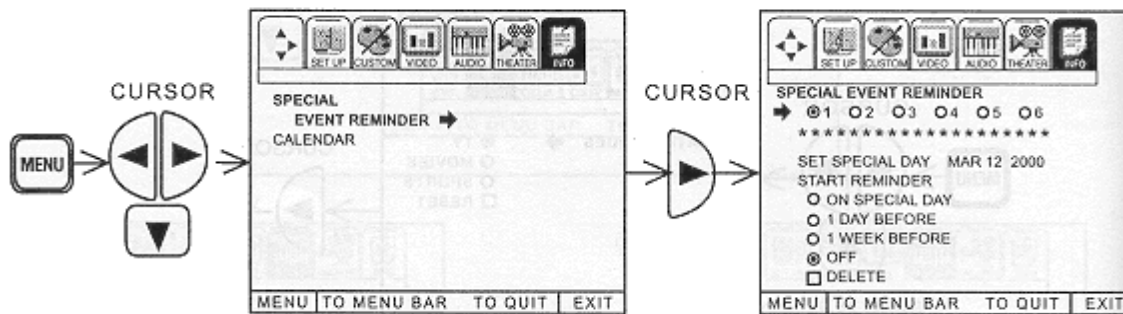 MENU
CURSOR
SET UP CUSTOM VIDEO AUDIO THEATER INFO
SPECIAL
EVENT REMINDER
CALENDAR
MENU TO MENU BAR TO QUIT EXIT
CURSOR
SET UP CUSTOM VIDEO AUDIO THEATER INFO
SPECIAL EVENT REMINDER
1 2 3 4 5 6
* * * * * * * * * * * * * * * * * * * *
SET SPECIAL DAY MAR 12 2000
START REMINDER
ON SPECIAL DAY
1 DAY BEFORE
1 WEEK BEFORE
OFF
DELETE
MENU TO MENU BAR TO QUIT EXIT